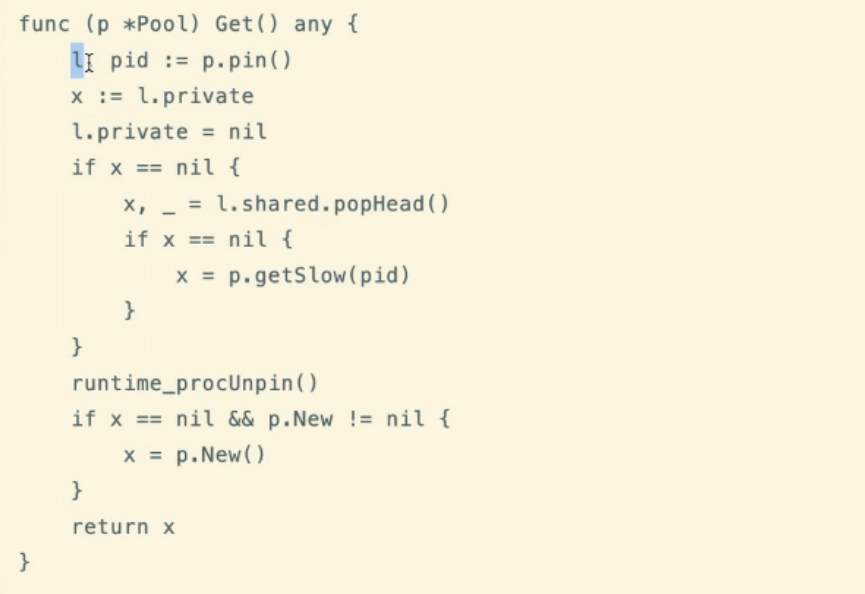 func (p *Pool) Get() any {
    l, pid := p.pin()
    x := l.private
    l.private = nil
    if x == nil {
        x, _ = l.shared.popHead()
        if x == nil {
            x = p.getSlow(pid)
        }
    }
    runtime_procUnpin()
    if x == nil && p.New != nil {
        x = p.New()
    }
    return x
}